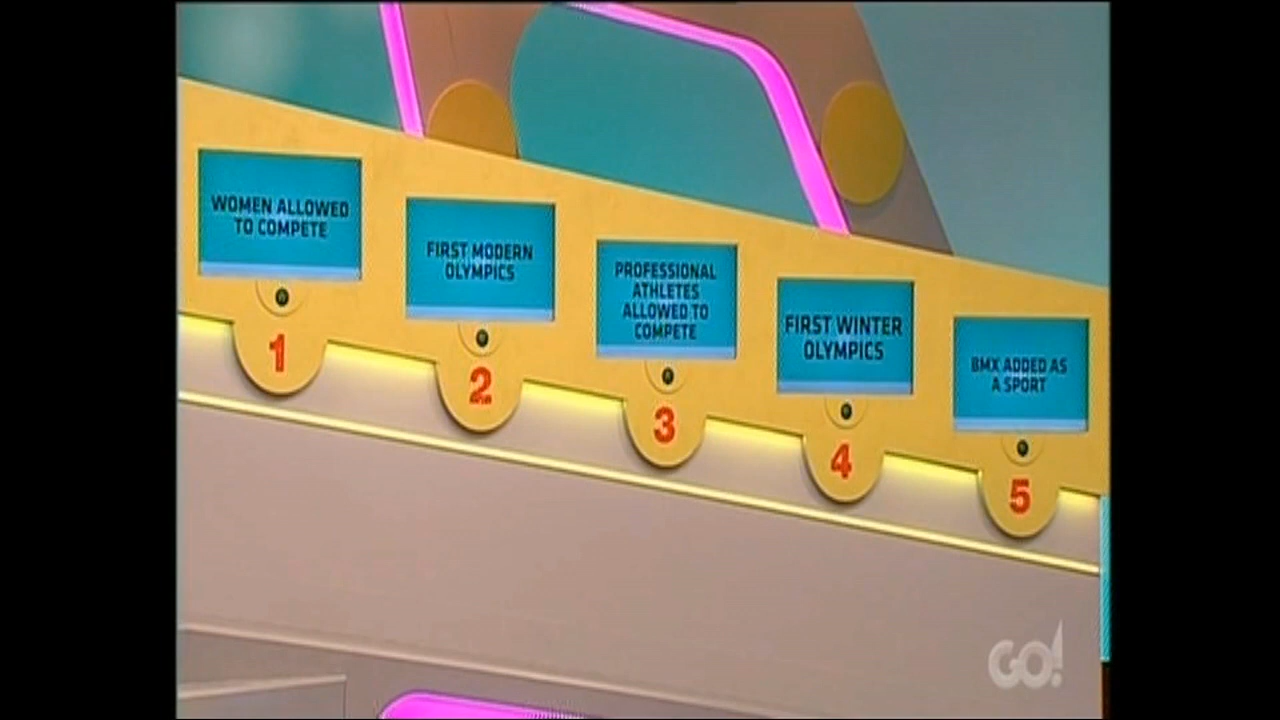 WOMEN ALLOWED
TO COMPETE
1
FIRST MODERN
OLYMPICS
2
PROFESSIONAL
ATHLETES
ALLOWED TO
COMPETE
3
FIRST WINTER
OLYMPICS
4
BMX ADDED AS
A SPORT
5
GO!